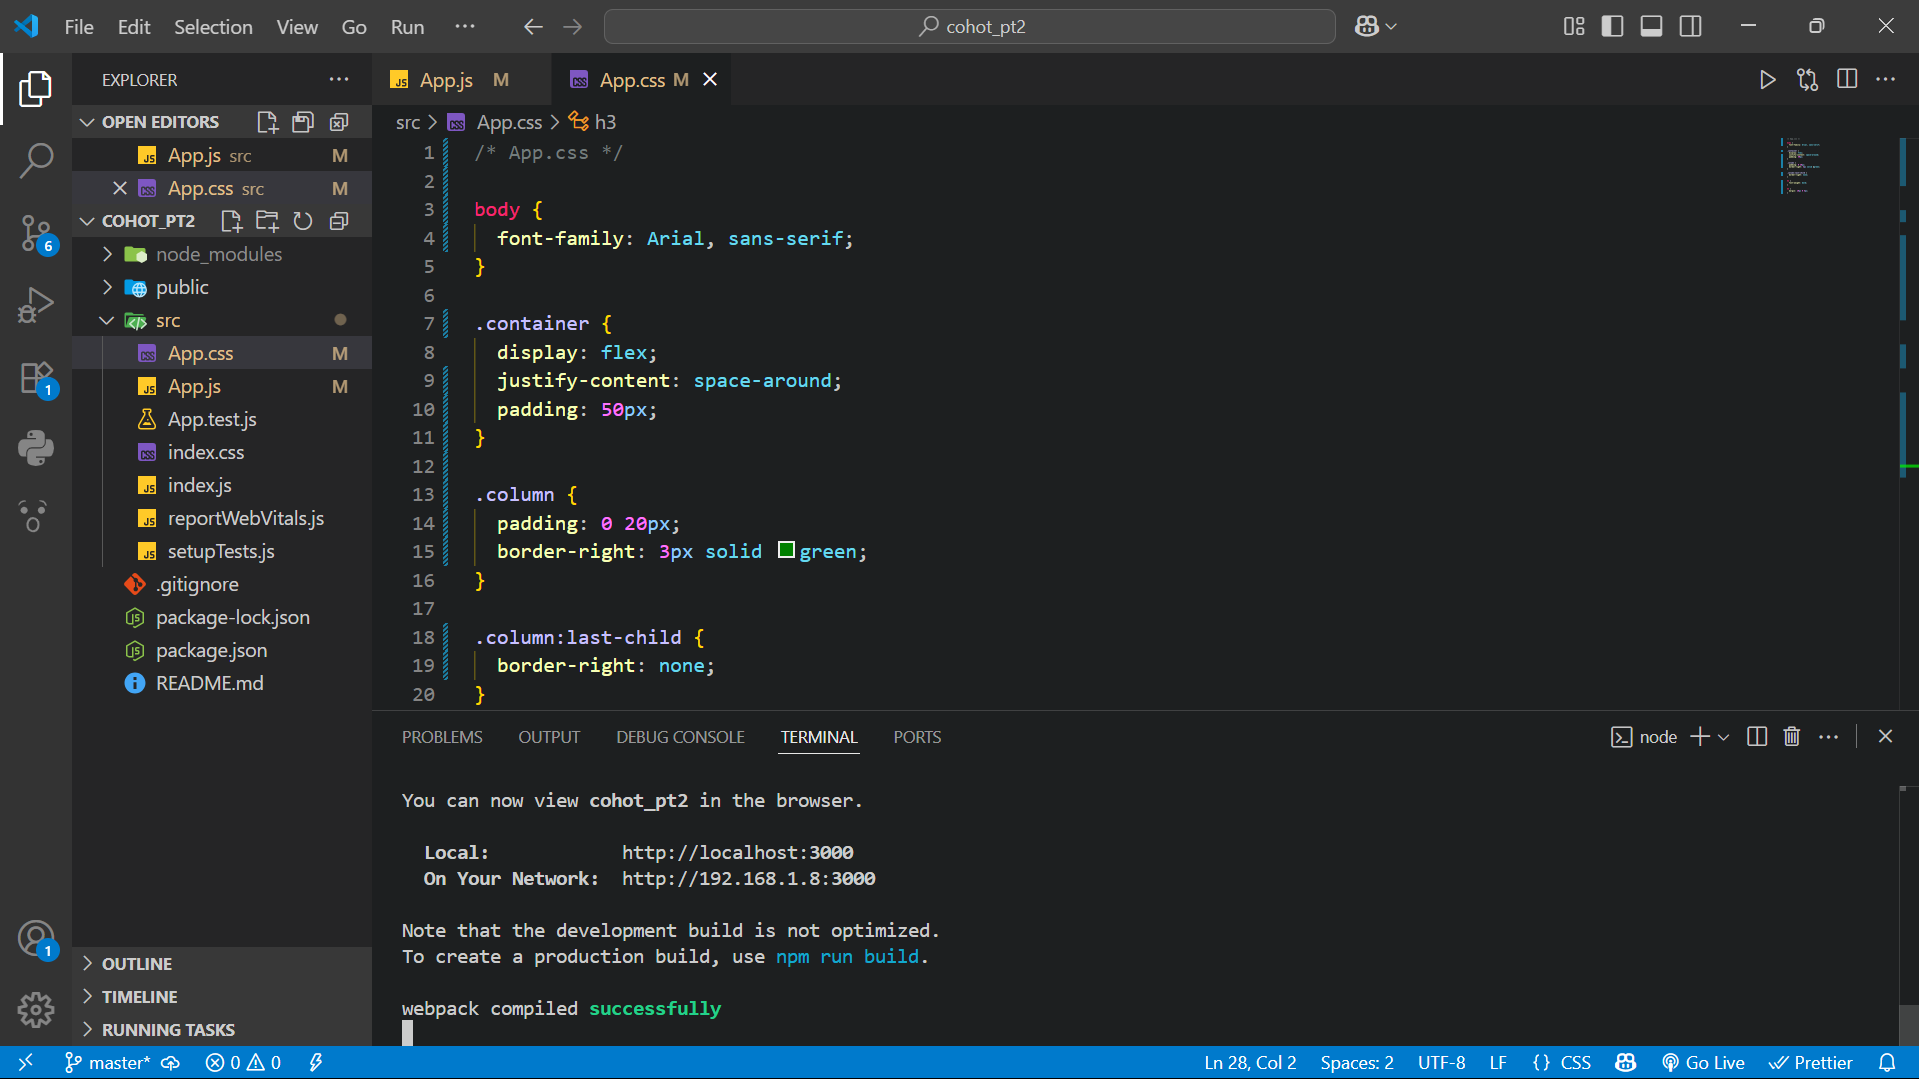 File Edit Selection View Go Run ··· cohot_pt2
EXPLORER
OPEN EDITORS
App.js src M
App.css src M
COHOT_PT2
node_modules
public
src
App.css M
App.js M
App.test.js
index.css
index.js
reportWebVitals.js
setupTests.js
.gitignore
package-lock.json
package.json
README.md
OUTLINE
TIMELINE
RUNNING TASKS
6
1
1
App.js M App.css M
src > App.css > h3
1 /* App.css */
2
3 body {
4 font-family: Arial, sans-serif;
5 }
6
7 .container {
8 display: flex;
9 justify-content: space-around;
10 padding: 50px;
11 }
12
13 .column {
14 padding: 0 20px;
15 border-right: 3px solid green;
16 }
17
18 .column:last-child {
19 border-right: none;
20 }
PROBLEMS OUTPUT DEBUG CONSOLE TERMINAL PORTS node
You can now view cohot_pt2 in the browser.
Local: http://localhost:3000
On Your Network: http://192.168.1.8:3000
Note that the development build is not optimized.
To create a production build, use npm run build.
webpack compiled successfully
master* 0 0 Ln 28, Col 2 Spaces: 2 UTF-8 LF {} CSS Go Live Prettier